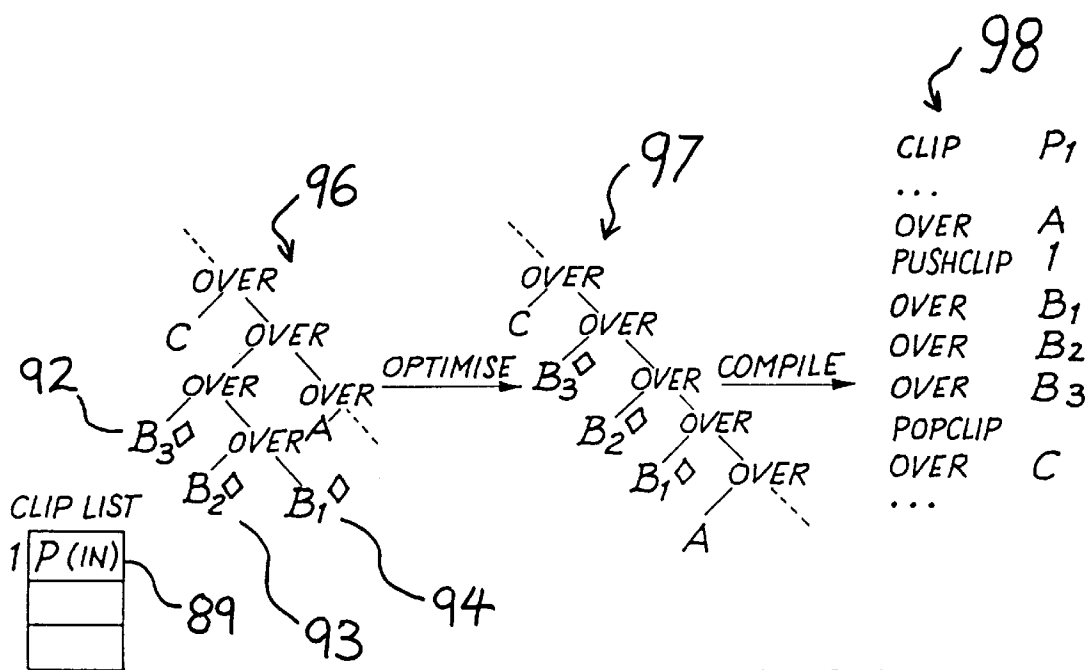 98
CLIP P1
...
OVER A
PUSHCLIP 1
OVER B1
OVER B2
OVER B3
POPCLIP
OVER C
...
96
OVER
C OVER
92
OVER OVER
B3◇ OVER A
B2◇ B1◇
93
94
CLIP LIST
1 P (IN)
89
OPTIMISE
97
OVER
C OVER
B3◇ OVER
B2◇ OVER
B1◇ OVER
A
COMPILE